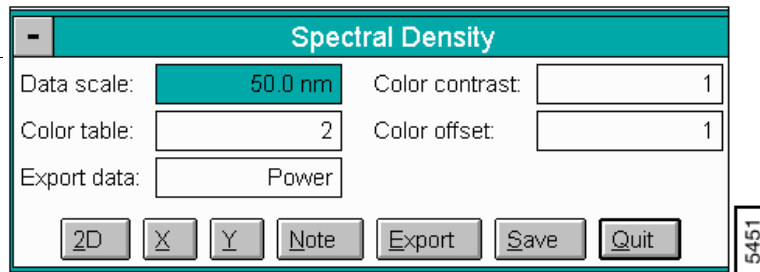 Spectral Density
Data scale: 50.0 nm Color contrast: 1
Color table: 2 Color offset: 1
Export data: Power
2D X Y Note Export Save Quit
5451